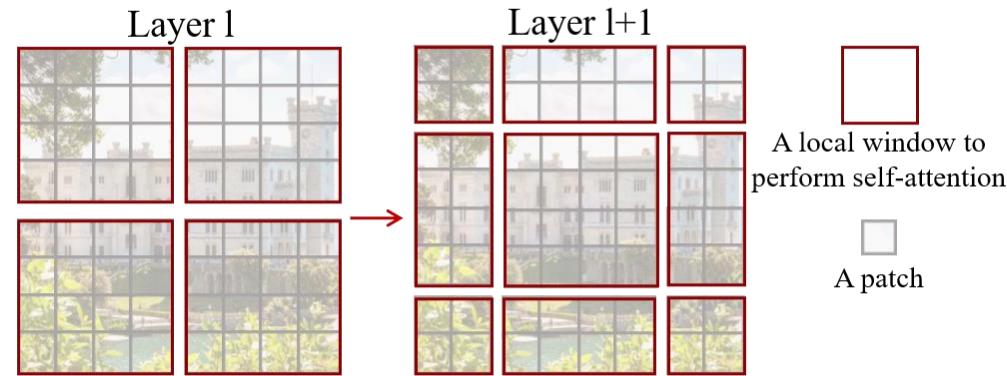 Layer l
Layer l+1
A local window to
perform self-attention
A patch